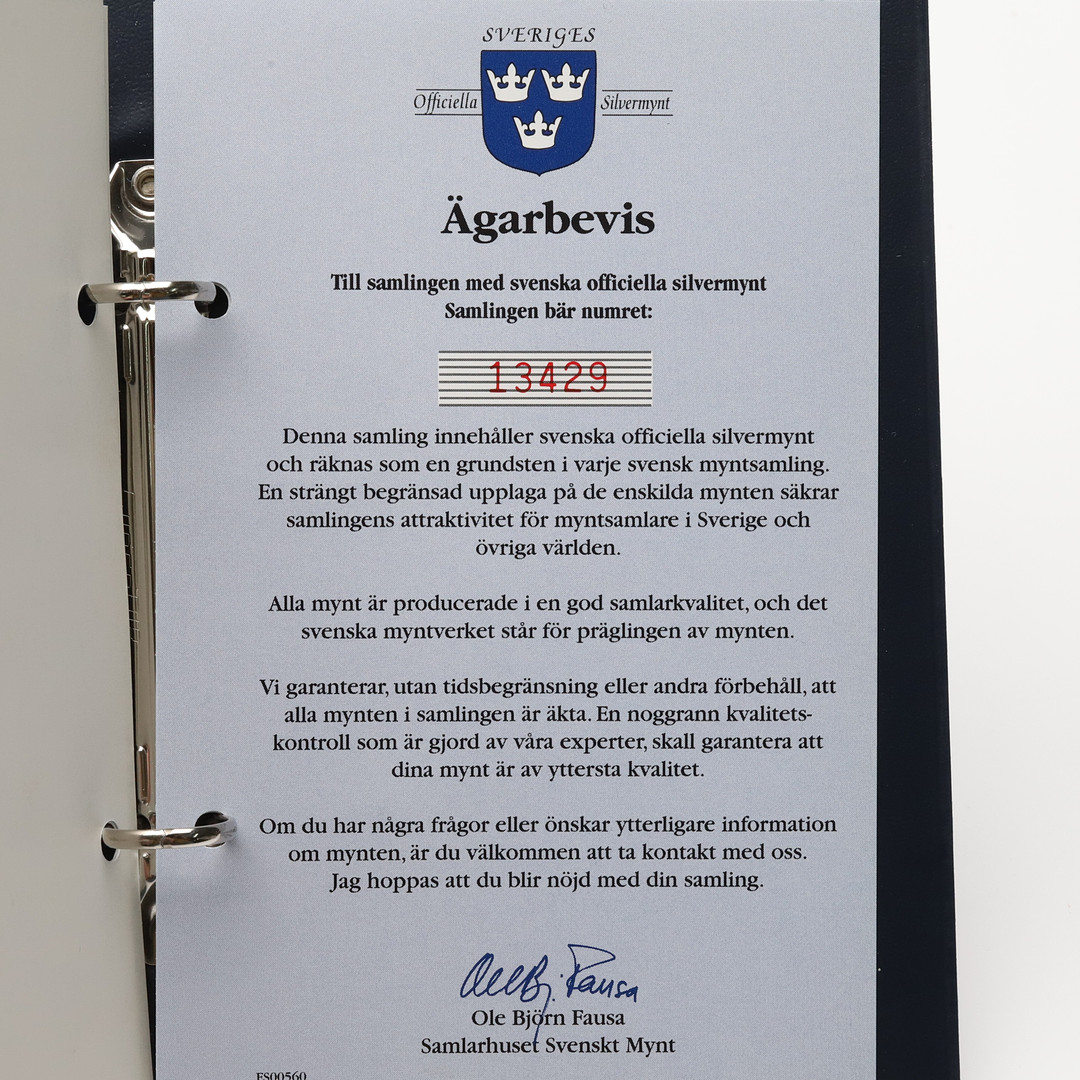 SVERIGES
Officiella Silvermynt
Ägarbevis
Till samlingen med svenska officiella silvermynt
Samlingen bär numret:
13429
Denna samling innehåller svenska officiella silvermynt
och räknas som en grundsten i varje svensk myntsamling.
En strängt begränsad upplaga på de enskilda mynten säkrar
samlingens attraktivitet för myntsamlare i Sverige och
övriga världen.
Alla mynt är producerade i en god samlarkvalitet, och det
svenska myntverket står för präglingen av mynten.
Vi garanterar, utan tidsbegränsning eller andra förbehåll, att
alla mynten i samlingen är äkta. En noggrann kvalitets-
kontroll som är gjord av våra experter, skall garantera att
dina mynt är av yttersta kvalitet.
Om du har några frågor eller önskar ytterligare information
om mynten, är du välkommen att ta kontakt med oss.
Jag hoppas att du blir nöjd med din samling.
Ole Bj. Fausa
Ole Björn Fausa
Samlarhuset Svenskt Mynt
FS00560